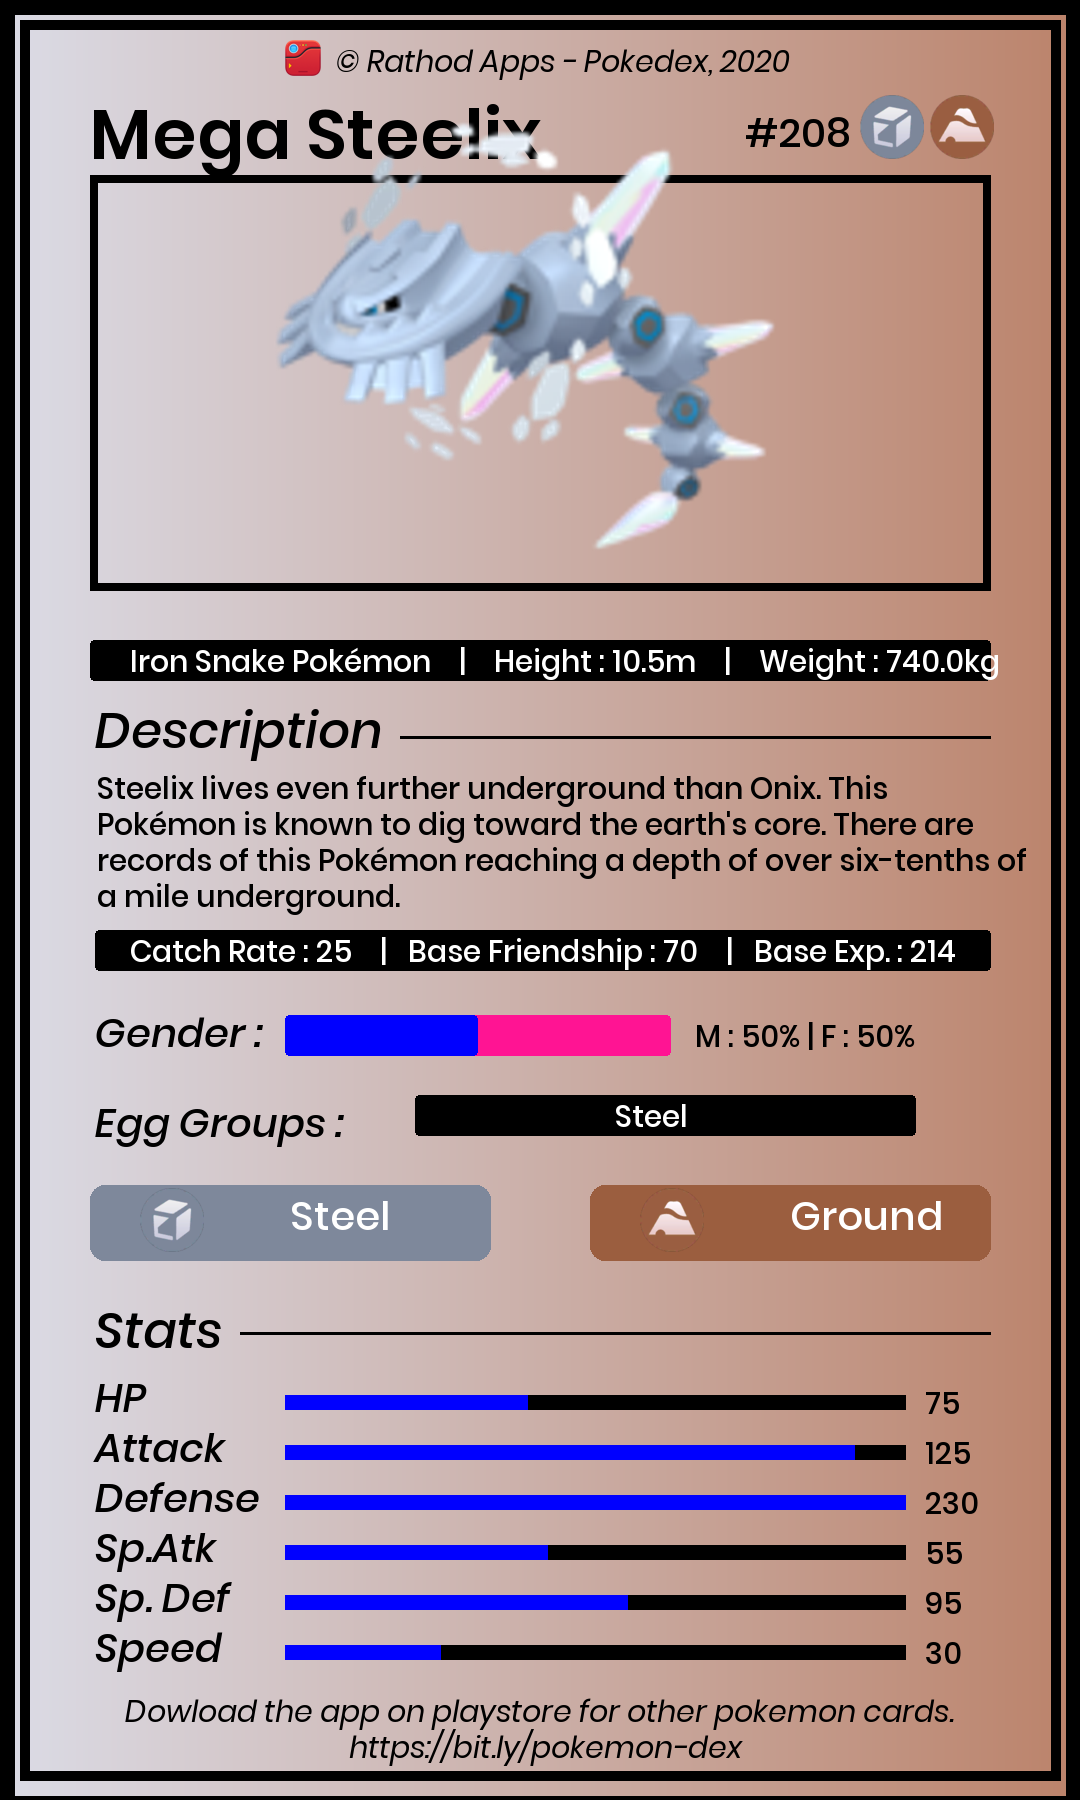 © Rathod Apps - Pokedex, 2020
Mega Steelix #208
Iron Snake Pokémon | Height : 10.5m | Weight : 740.0kg
Description
Steelix lives even further underground than Onix. This
Pokémon is known to dig toward the earth's core. There are
records of this Pokémon reaching a depth of over six-tenths of
a mile underground.
Catch Rate : 25 | Base Friendship : 70 | Base Exp. : 214
Gender : M : 50% | F : 50%
Egg Groups : Steel
Steel Ground
Stats
HP 75
Attack 125
Defense 230
Sp.Atk 55
Sp. Def 95
Speed 30
Dowload the app on playstore for other pokemon cards.
https://bit.ly/pokemon-dex